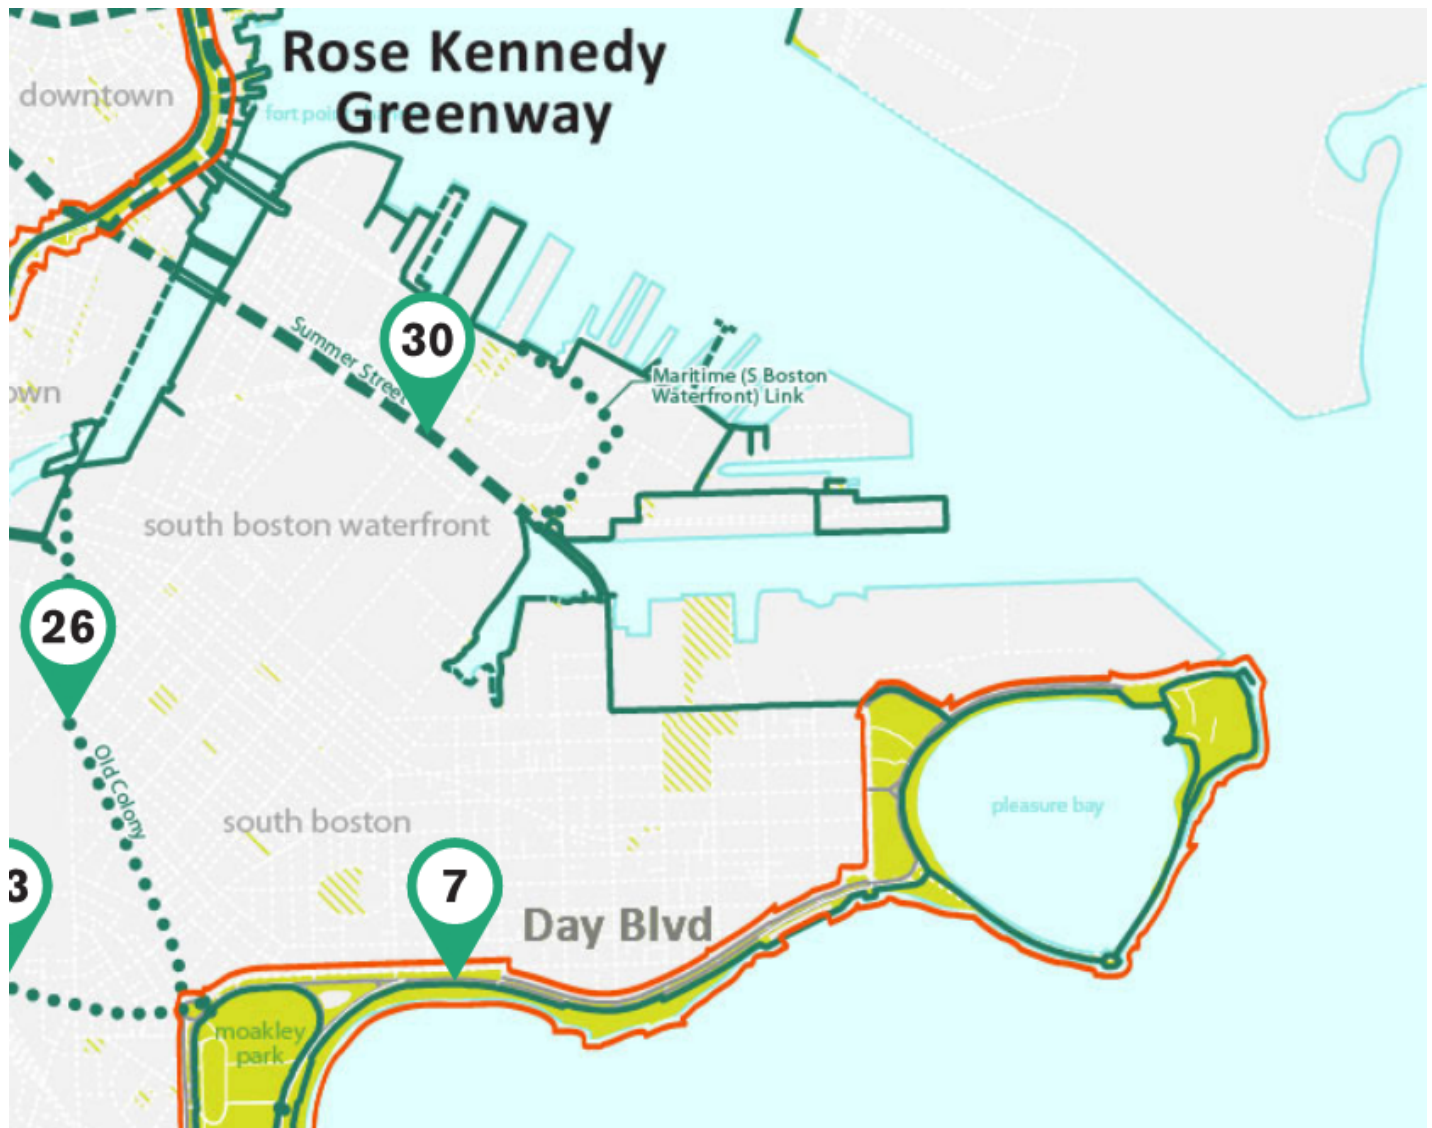 Rose Kennedy
Greenway
downtown
fort point
own
30
Summer Street
Maritime (S Boston
Waterfront) Link
south boston waterfront
26
Old Colony
pleasure bay
south boston
3
7
Day Blvd
moakley
park